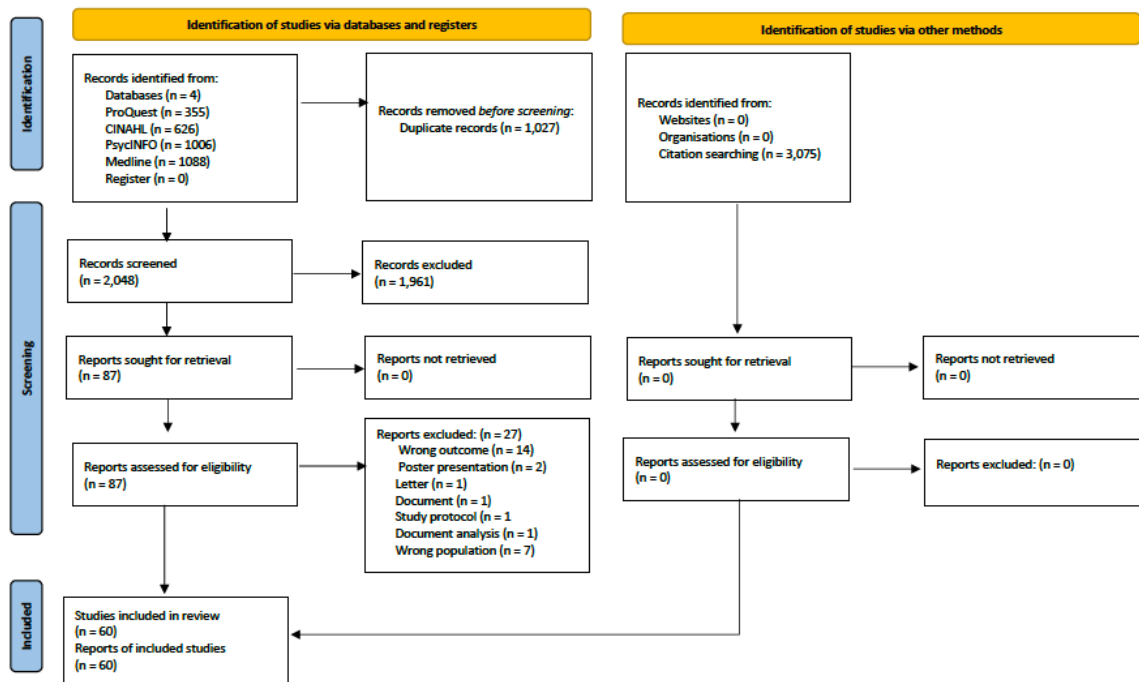 Identification of studies via databases and registers
Identification of studies via other methods
Identification
Records identified from:
Databases (n = 4)
ProQuest (n = 355)
CINAHL (n = 626)
PsycINFO (n = 1006)
Medline (n = 1088)
Register (n = 0)
Records removed before screening:
Duplicate records (n = 1,027)
Records identified from:
Websites (n = 0)
Organisations (n = 0)
Citation searching (n = 3,075)
Screening
Records screened
(n = 2,048)
Records excluded
(n = 1,961)
Reports sought for retrieval
(n = 87)
Reports not retrieved
(n = 0)
Reports sought for retrieval
(n = 0)
Reports not retrieved
(n = 0)
Reports assessed for eligibility
(n = 87)
Reports excluded: (n = 27)
Wrong outcome (n = 14)
Poster presentation (n = 2)
Letter (n = 1)
Document (n = 1)
Study protocol (n = 1
Document analysis (n = 1)
Wrong population (n = 7)
Reports assessed for eligibility
(n = 0)
Reports excluded: (n = 0)
Included
Studies included in review
(n = 60)
Reports of included studies
(n = 60)